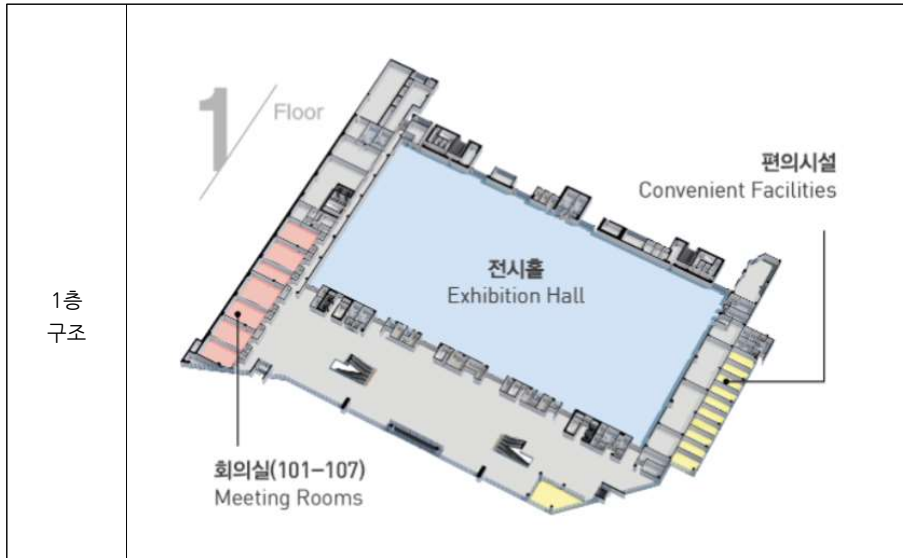 1층
구조
1 Floor
편의시설
Convenient Facilities
전시홀
Exhibition Hall
회의실(101-107)
Meeting Rooms